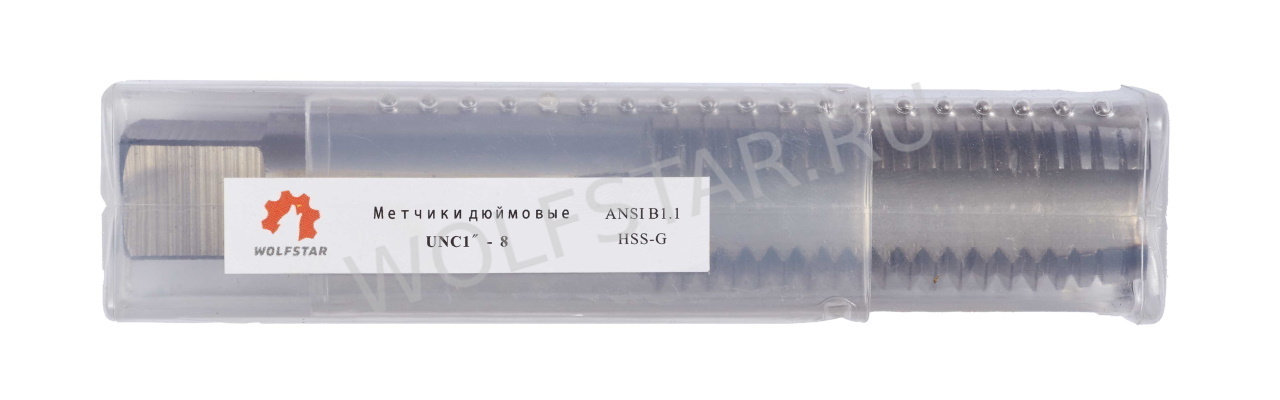 WOLFSTAR
Метчики дюймовые
UNC1″ - 8
ANSI B1.1
HSS-G
WOLFSTAR.RU